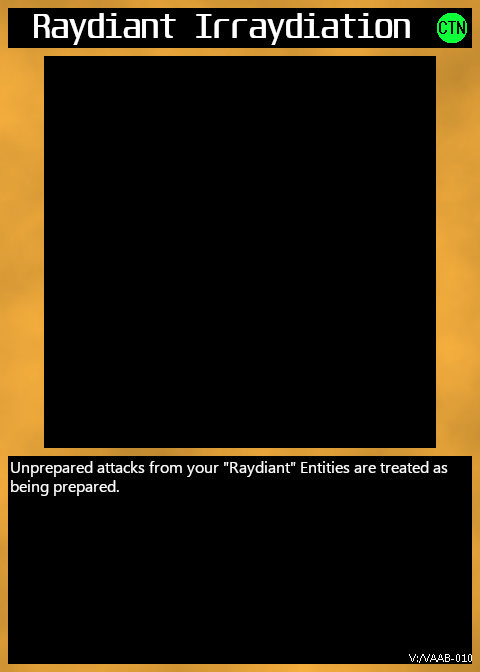 Raydiant Irraydiation
CTN
Unprepared attacks from your "Raydiant" Entities are treated as
being prepared.
V:/VAAB-010